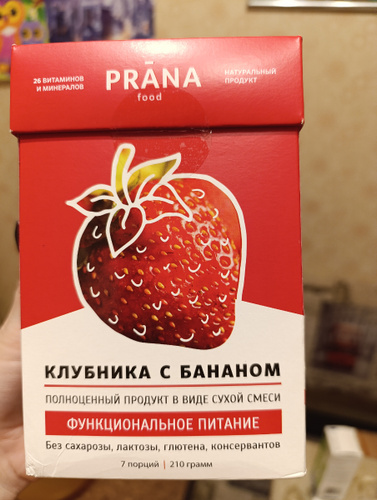 26 ВИТАМИНОВ
И МИНЕРАЛОВ
PRĀNA
food
НАТУРАЛЬНЫЙ
ПРОДУКТ
КЛУБНИКА С БАНАНОМ
ПОЛНОЦЕННЫЙ ПРОДУКТ В ВИДЕ СУХОЙ СМЕСИ
ФУНКЦИОНАЛЬНОЕ ПИТАНИЕ
Без сахарозы, лактозы, глютена, консервантов
7 порций | 210 грамм